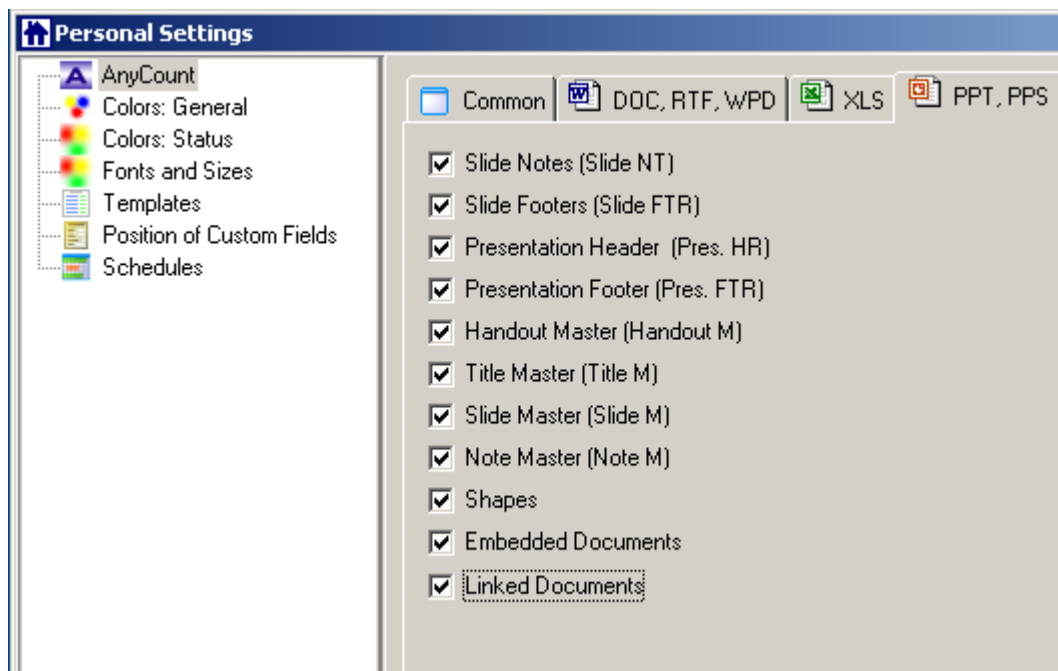 Personal Settings
AnyCount
Colors: General
Colors: Status
Fonts and Sizes
Templates
Position of Custom Fields
Schedules
Common DOC, RTF, WPD XLS PPT, PPS
Slide Notes (Slide NT)
Slide Footers (Slide FTR)
Presentation Header (Pres. HR)
Presentation Footer (Pres. FTR)
Handout Master (Handout M)
Title Master (Title M)
Slide Master (Slide M)
Note Master (Note M)
Shapes
Embedded Documents
Linked Documents